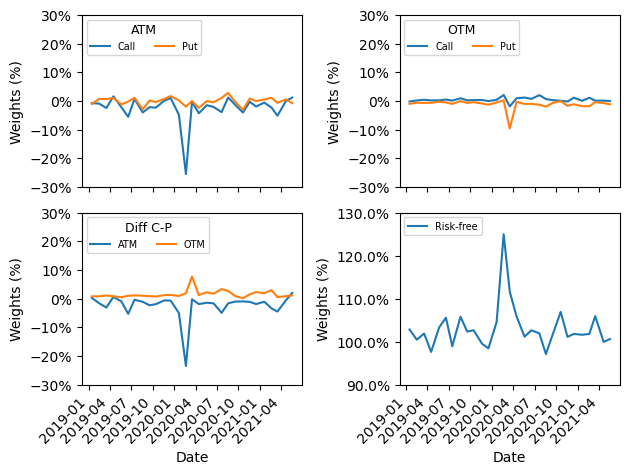 ATM
Call Put
30%
20%
10%
0%
−10%
−20%
−30%
Weights (%)
OTM
Call Put
30%
20%
10%
0%
−10%
−20%
−30%
Weights (%)
Diff C-P
ATM OTM
30%
20%
10%
0%
−10%
−20%
−30%
Weights (%)
2019-01 2019-04 2019-07 2019-10 2020-01 2020-04 2020-07 2020-10 2021-01 2021-04
Date
Risk-free
130.0%
120.0%
110.0%
100.0%
90.0%
Weights (%)
2019-01 2019-04 2019-07 2019-10 2020-01 2020-04 2020-07 2020-10 2021-01 2021-04
Date